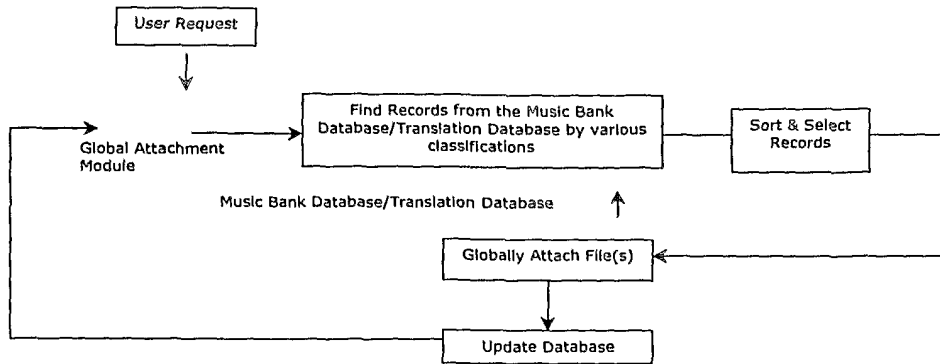 User Request
Find Records from the Music Bank
Database/Translation Database by various
classifications
Sort & Select
Records
Global Attachment
Module
Music Bank Database/Translation Database
Globally Attach File(s)
Update Database